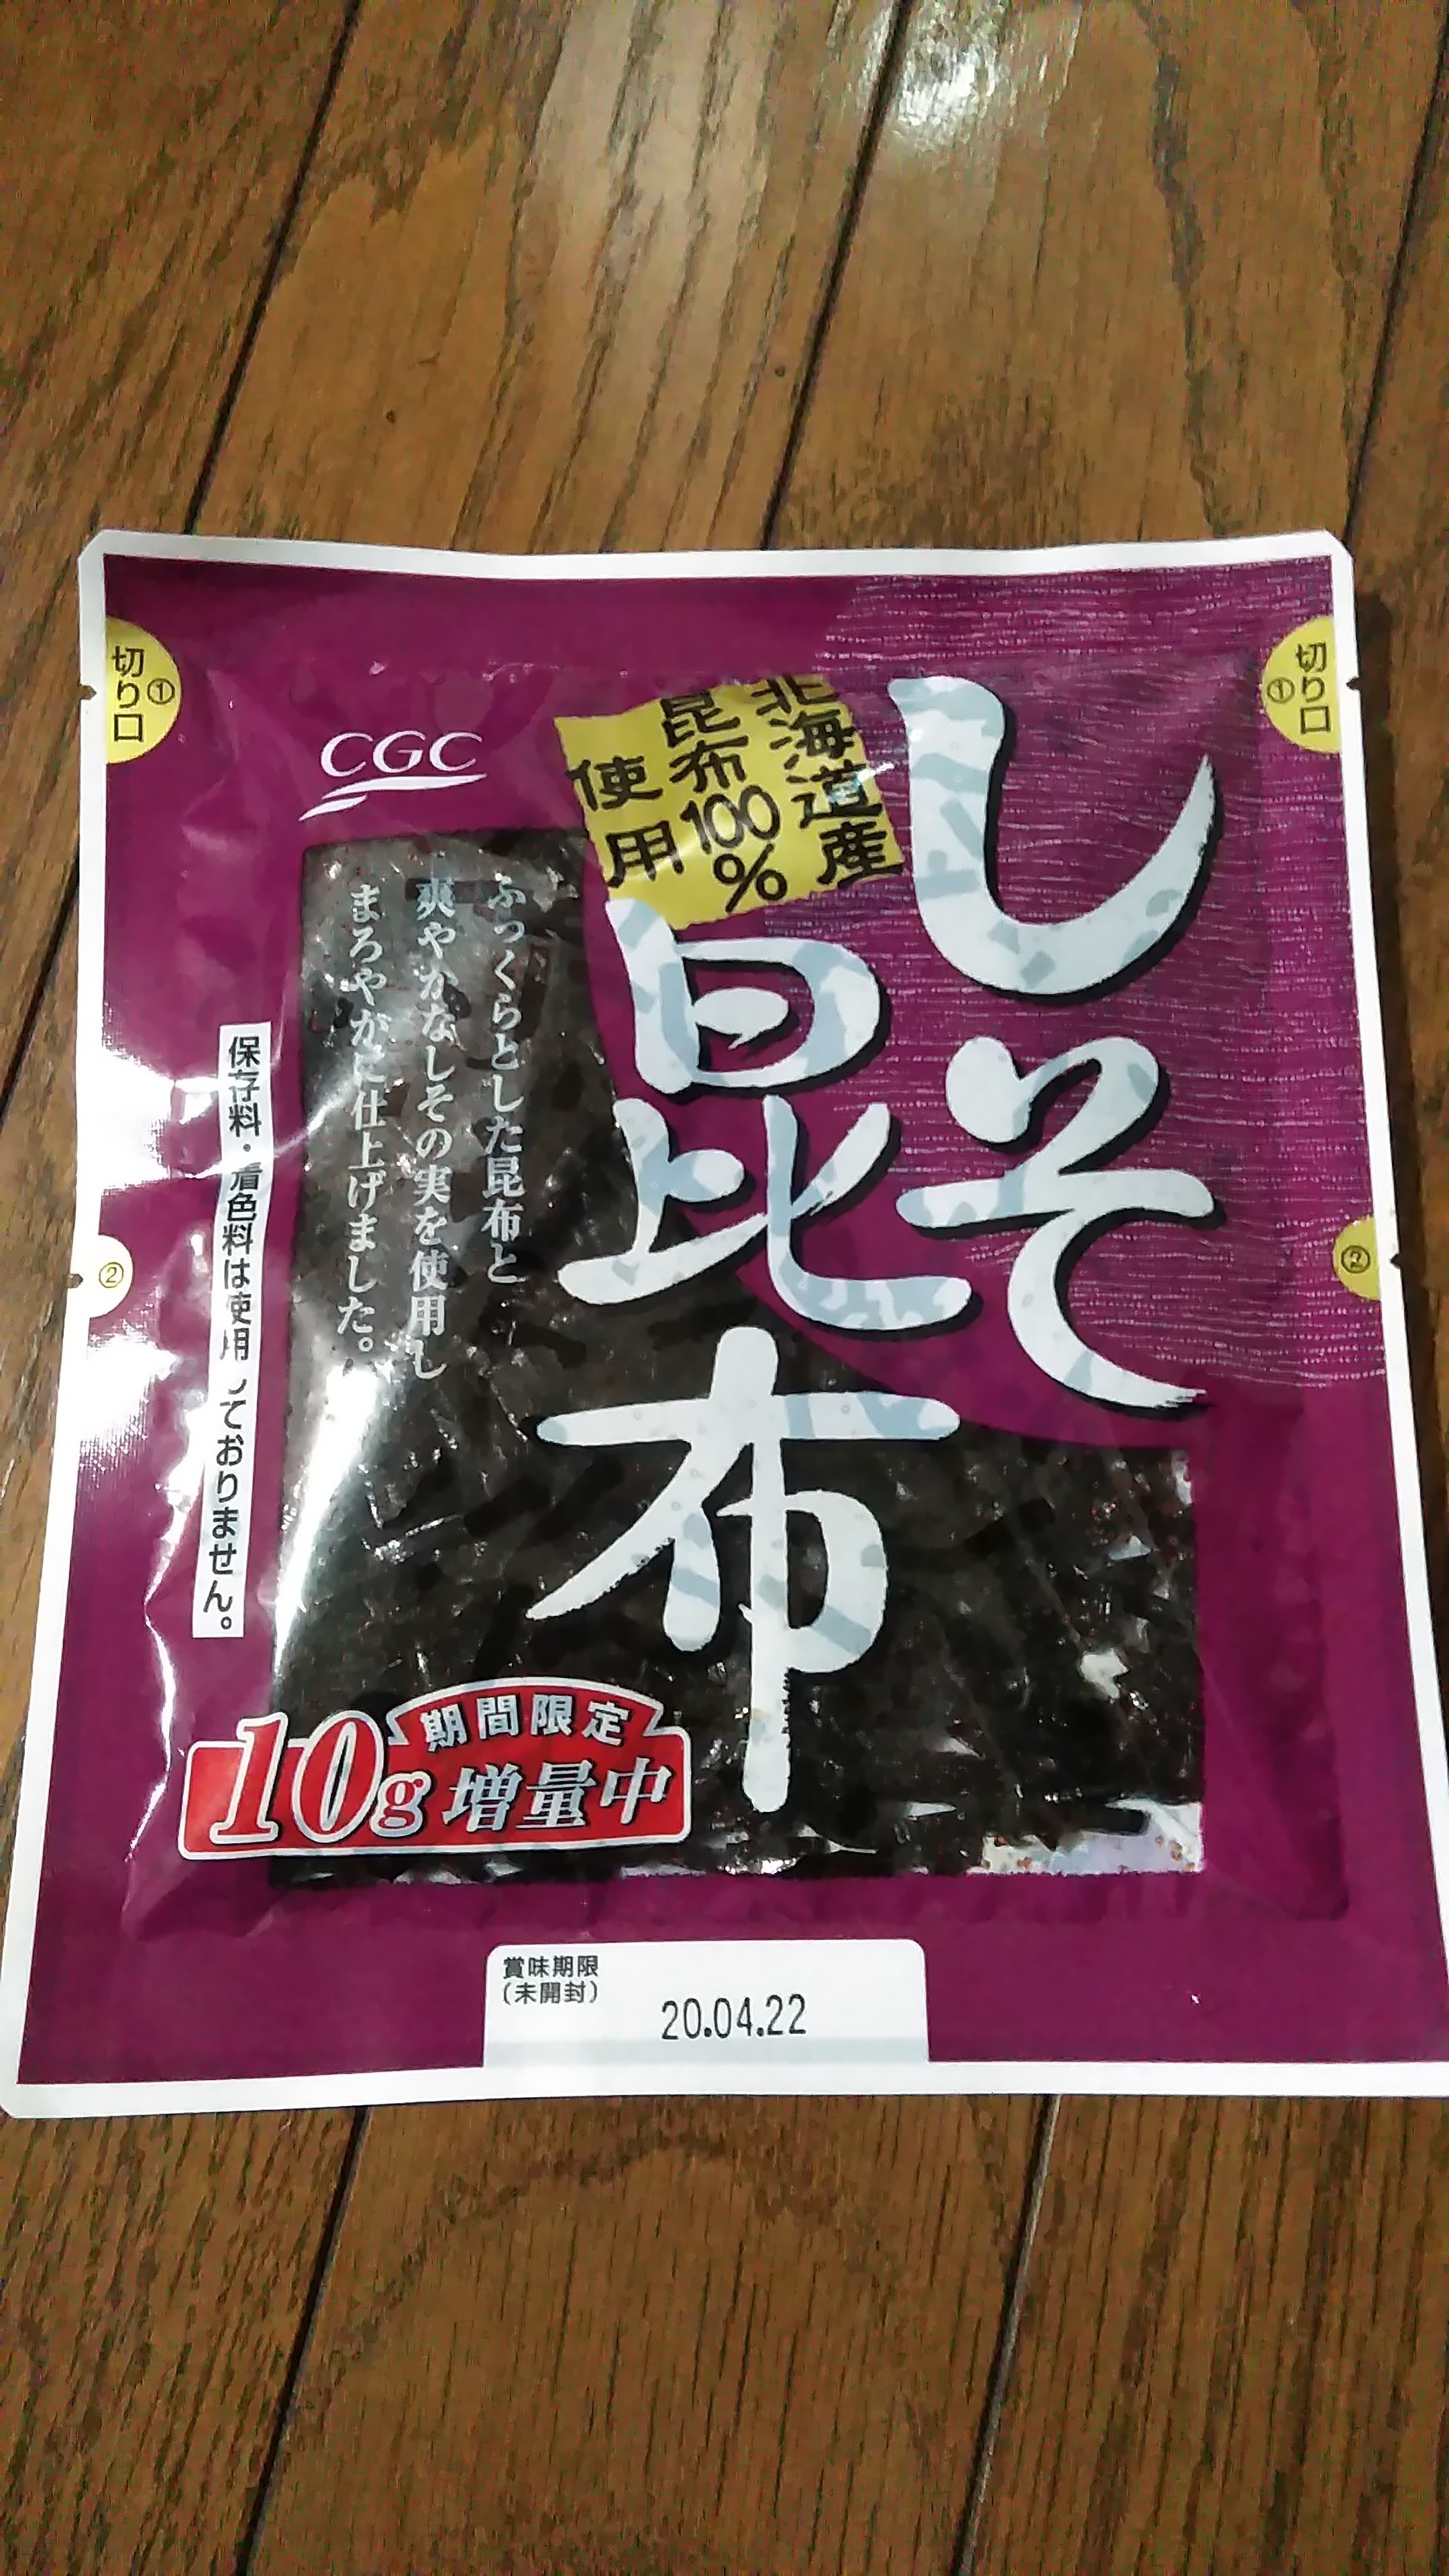 切り口
①
切り口
①
CGC
北海道産
昆布100%
使用
しそ
昆布
ふっくらとした昆布と
爽やかなしその実を使用し
まろやかに仕上げました。
保存料・着色料は使用しておりません。
②
②
期間限定
10g増量中
賞味期限
(未開封)
20.04.22